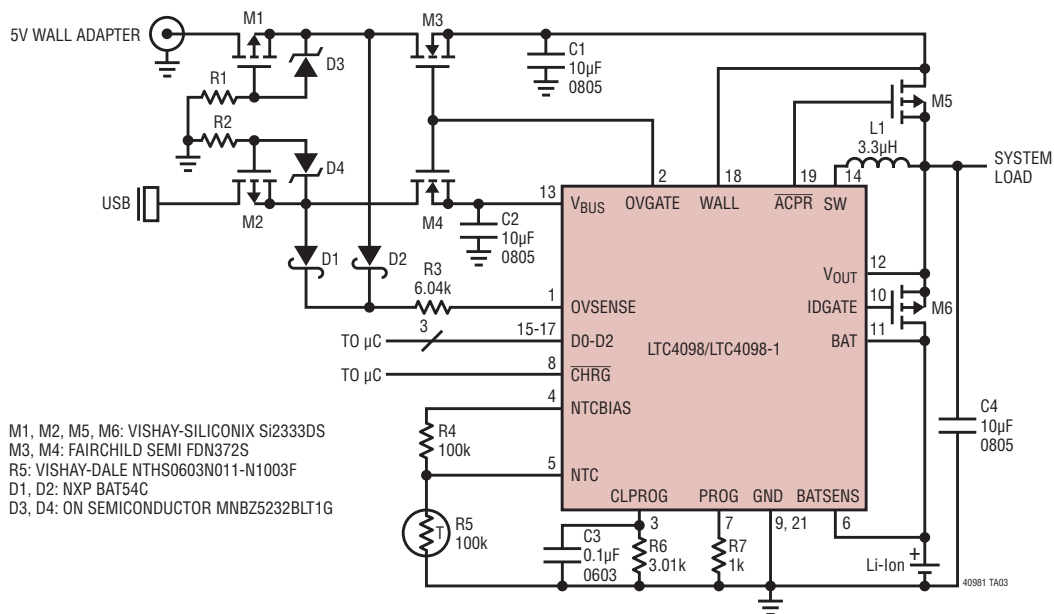 5V WALL ADAPTER
M1
M3
D3
R1
R2
D4
USB
M2
M4
C1
10µF
0805
C2
10µF
0805
M5
L1
3.3µH
SYSTEM
LOAD
D1
D2
R3
6.04k
13
2
18
19
14
VBUS
OVGATE
WALL
ACPR
SW
VOUT
12
IDGATE
10
M6
BAT
11
1
OVSENSE
TO µC
3
15-17
D0-D2
LTC4098/LTC4098-1
TO µC
8
CHRG
4
NTCBIAS
R4
100k
5
NTC
C4
10µF
0805
M1, M2, M5, M6: VISHAY-SILICONIX Si2333DS
M3, M4: FAIRCHILD SEMI FDN372S
R5: VISHAY-DALE NTHS0603N011-N1003F
D1, D2: NXP BAT54C
D3, D4: ON SEMICONDUCTOR MNBZ5232BLT1G
CLPROG
PROG
GND
BATSENS
3
7
9, 21
6
T
R5
100k
C3
0.1µF
0603
R6
3.01k
R7
1k
Li-Ion
+
40981 TA03